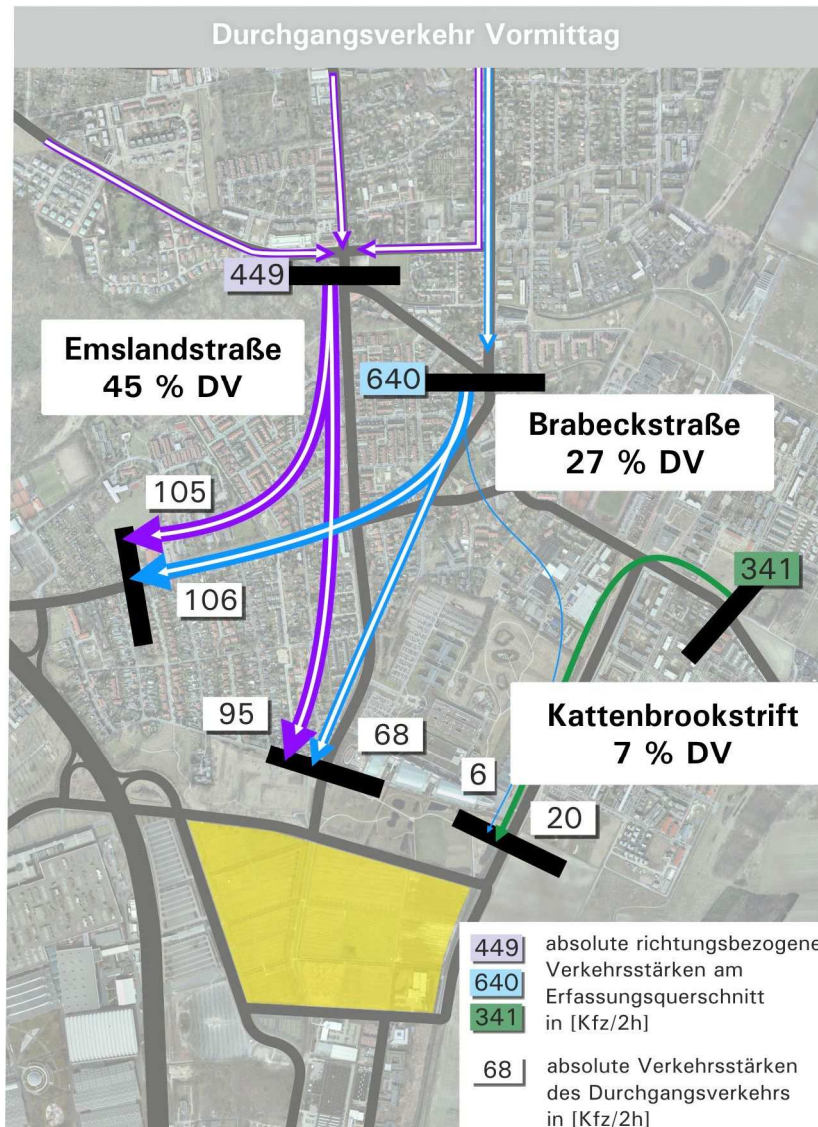 Durchgangsverkehr Vormittag
449
Emslandstraße
45 % DV
640
Brabeckstraße
27 % DV
105
341
106
95
68
Kattenbrookstrift
7 % DV
6
20
449
640
341
absolute richtungsbezogene
Verkehrsstärken am
Erfassungsquerschnitt
in [Kfz/2h]
68
absolute Verkehrsstärken
des Durchgangsverkehrs
in [Kfz/2h]